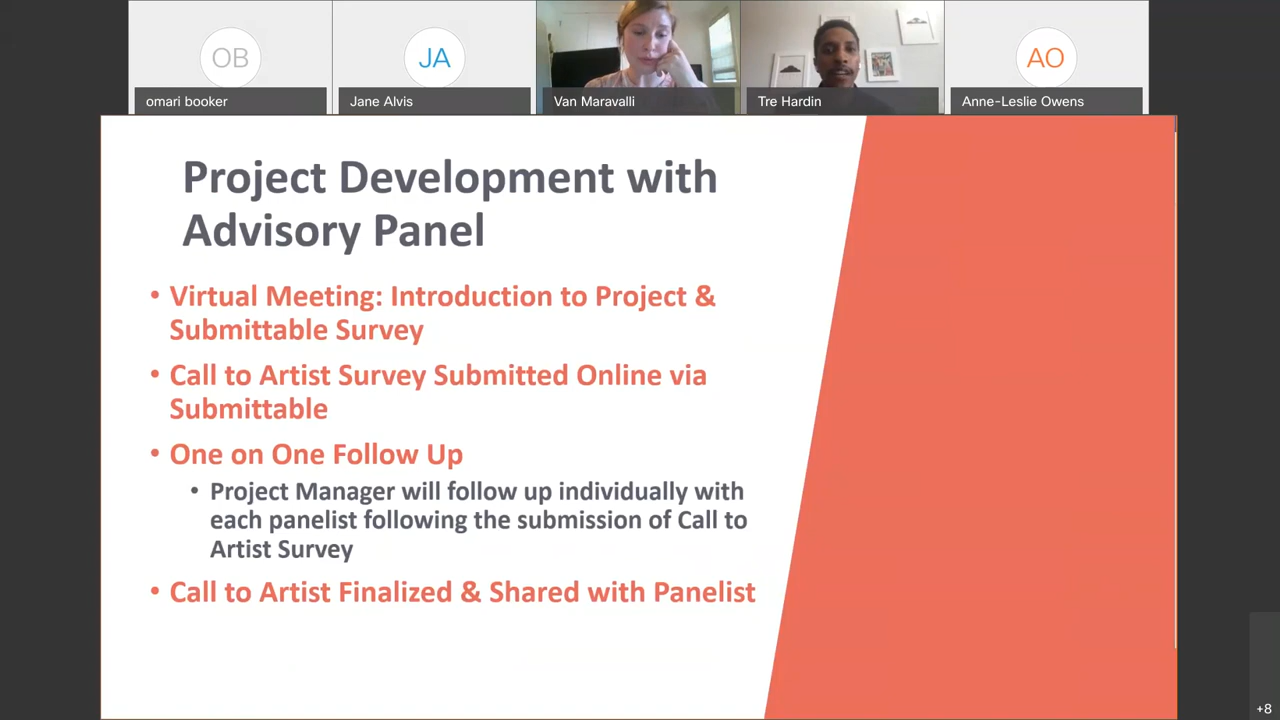 OB
JA
AO
omari booker
Jane Alvis
Van Maravalli
Tre Hardin
Anne-Leslie Owens
Project Development with
Advisory Panel
• Virtual Meeting: Introduction to Project &
Submittable Survey
• Call to Artist Survey Submitted Online via
Submittable
• One on One Follow Up
• Project Manager will follow up individually with
each panelist following the submission of Call to
Artist Survey
• Call to Artist Finalized & Shared with Panelist
+8